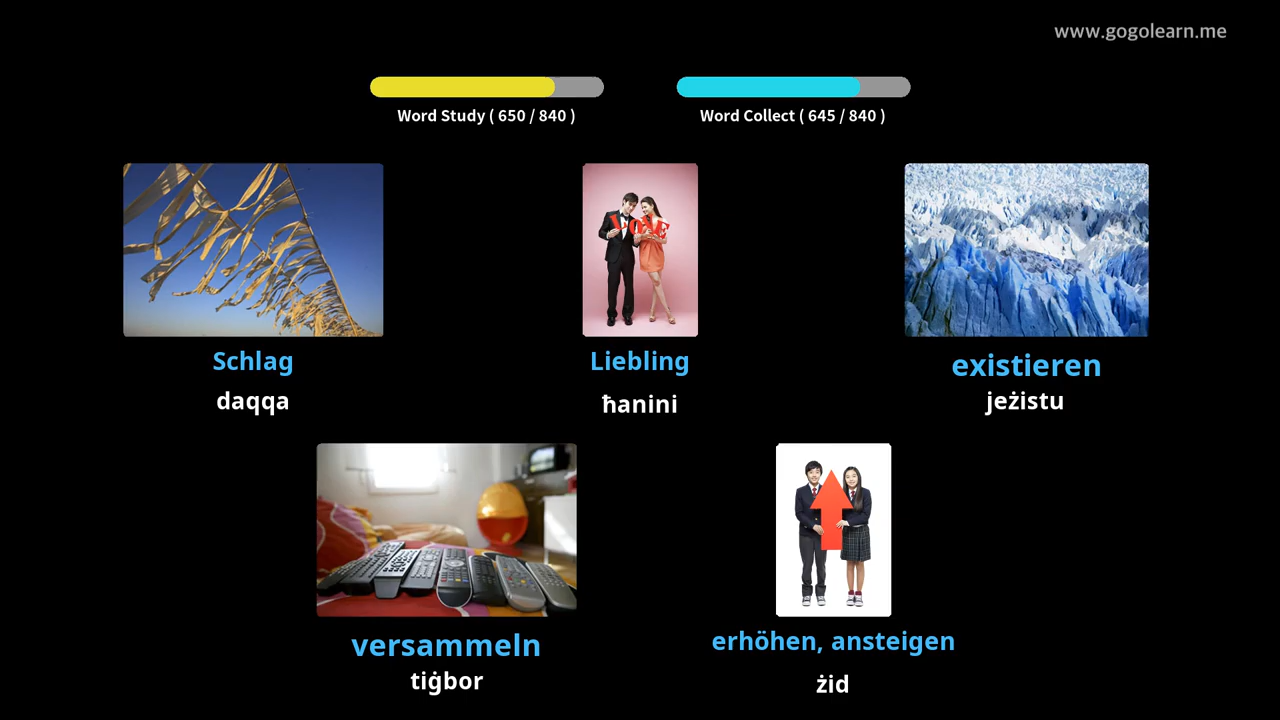 www.gogolearn.me
Word Study ( 650 / 840 )
Word Collect ( 645 / 840 )
LOVE
Schlag
daqqa
Liebling
ħanini
existieren
jeżistu
versammeln
tiġbor
erhöhen, ansteigen
żid